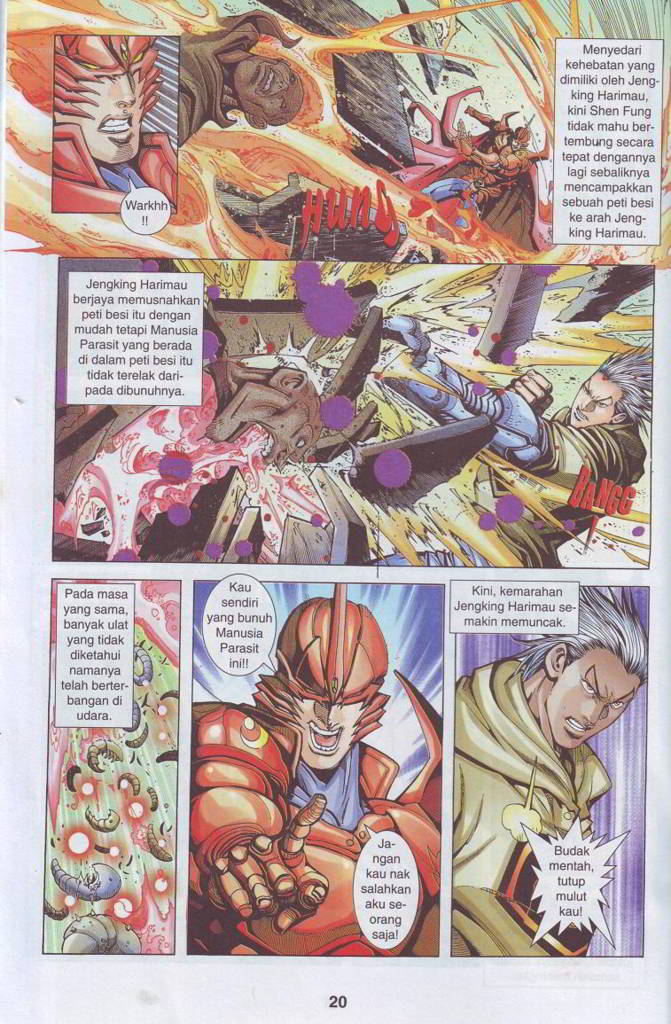 Menyedari
kehebatan yang
dimiliki oleh Jeng-
king Harimau,
kini Shen Fung
tidak mahu ber-
tembung secara
tepat dengannya
lagi sebaliknya
mencampakkan
sebuah peti besi
ke arah Jeng-
king Harimau.
Warkhh
!!
HUNG
Jengking Harimau
berjaya memusnahkan
peti besi itu dengan
mudah tetapi Manusia
Parasit yang berada
di dalam peti besi itu
tidak terelak dari-
pada dibunuhnya.
BANGG
!
Pada masa
yang sama,
banyak ulat
yang tidak
diketahui
namanya
telah berter-
bangan di
udara.
Kau
sendiri
yang bunuh
Manusia
Parasit
ini!!
Ja-
ngan
kau nak
salahkan
aku se-
orang
saja!
Kini, kemarahan
Jengking Harimau se-
makin memuncak.
Budak
mentah,
tutup
mulut
kau!
20